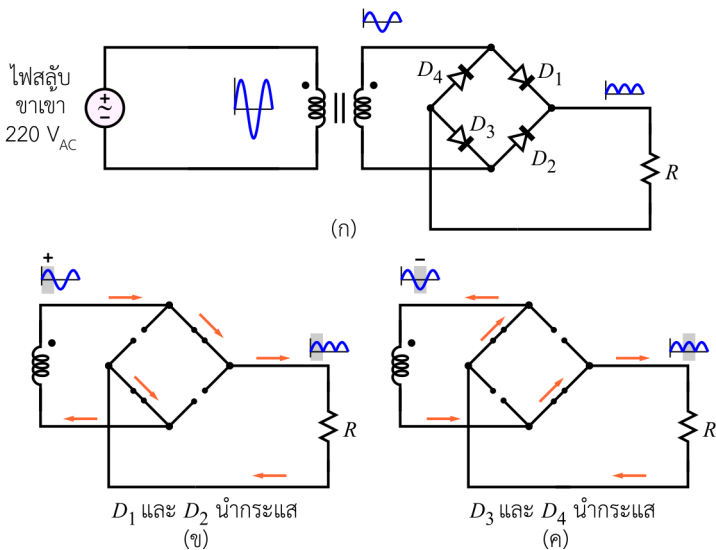 ไฟสลับ
ขาเข้า
220 V_AC
+
~
−
D₄
D₁
D₃
D₂
R
(ก)
+
R
D₁ และ D₂ นำกระแส
(ข)
−
R
D₃ และ D₄ นำกระแส
(ค)